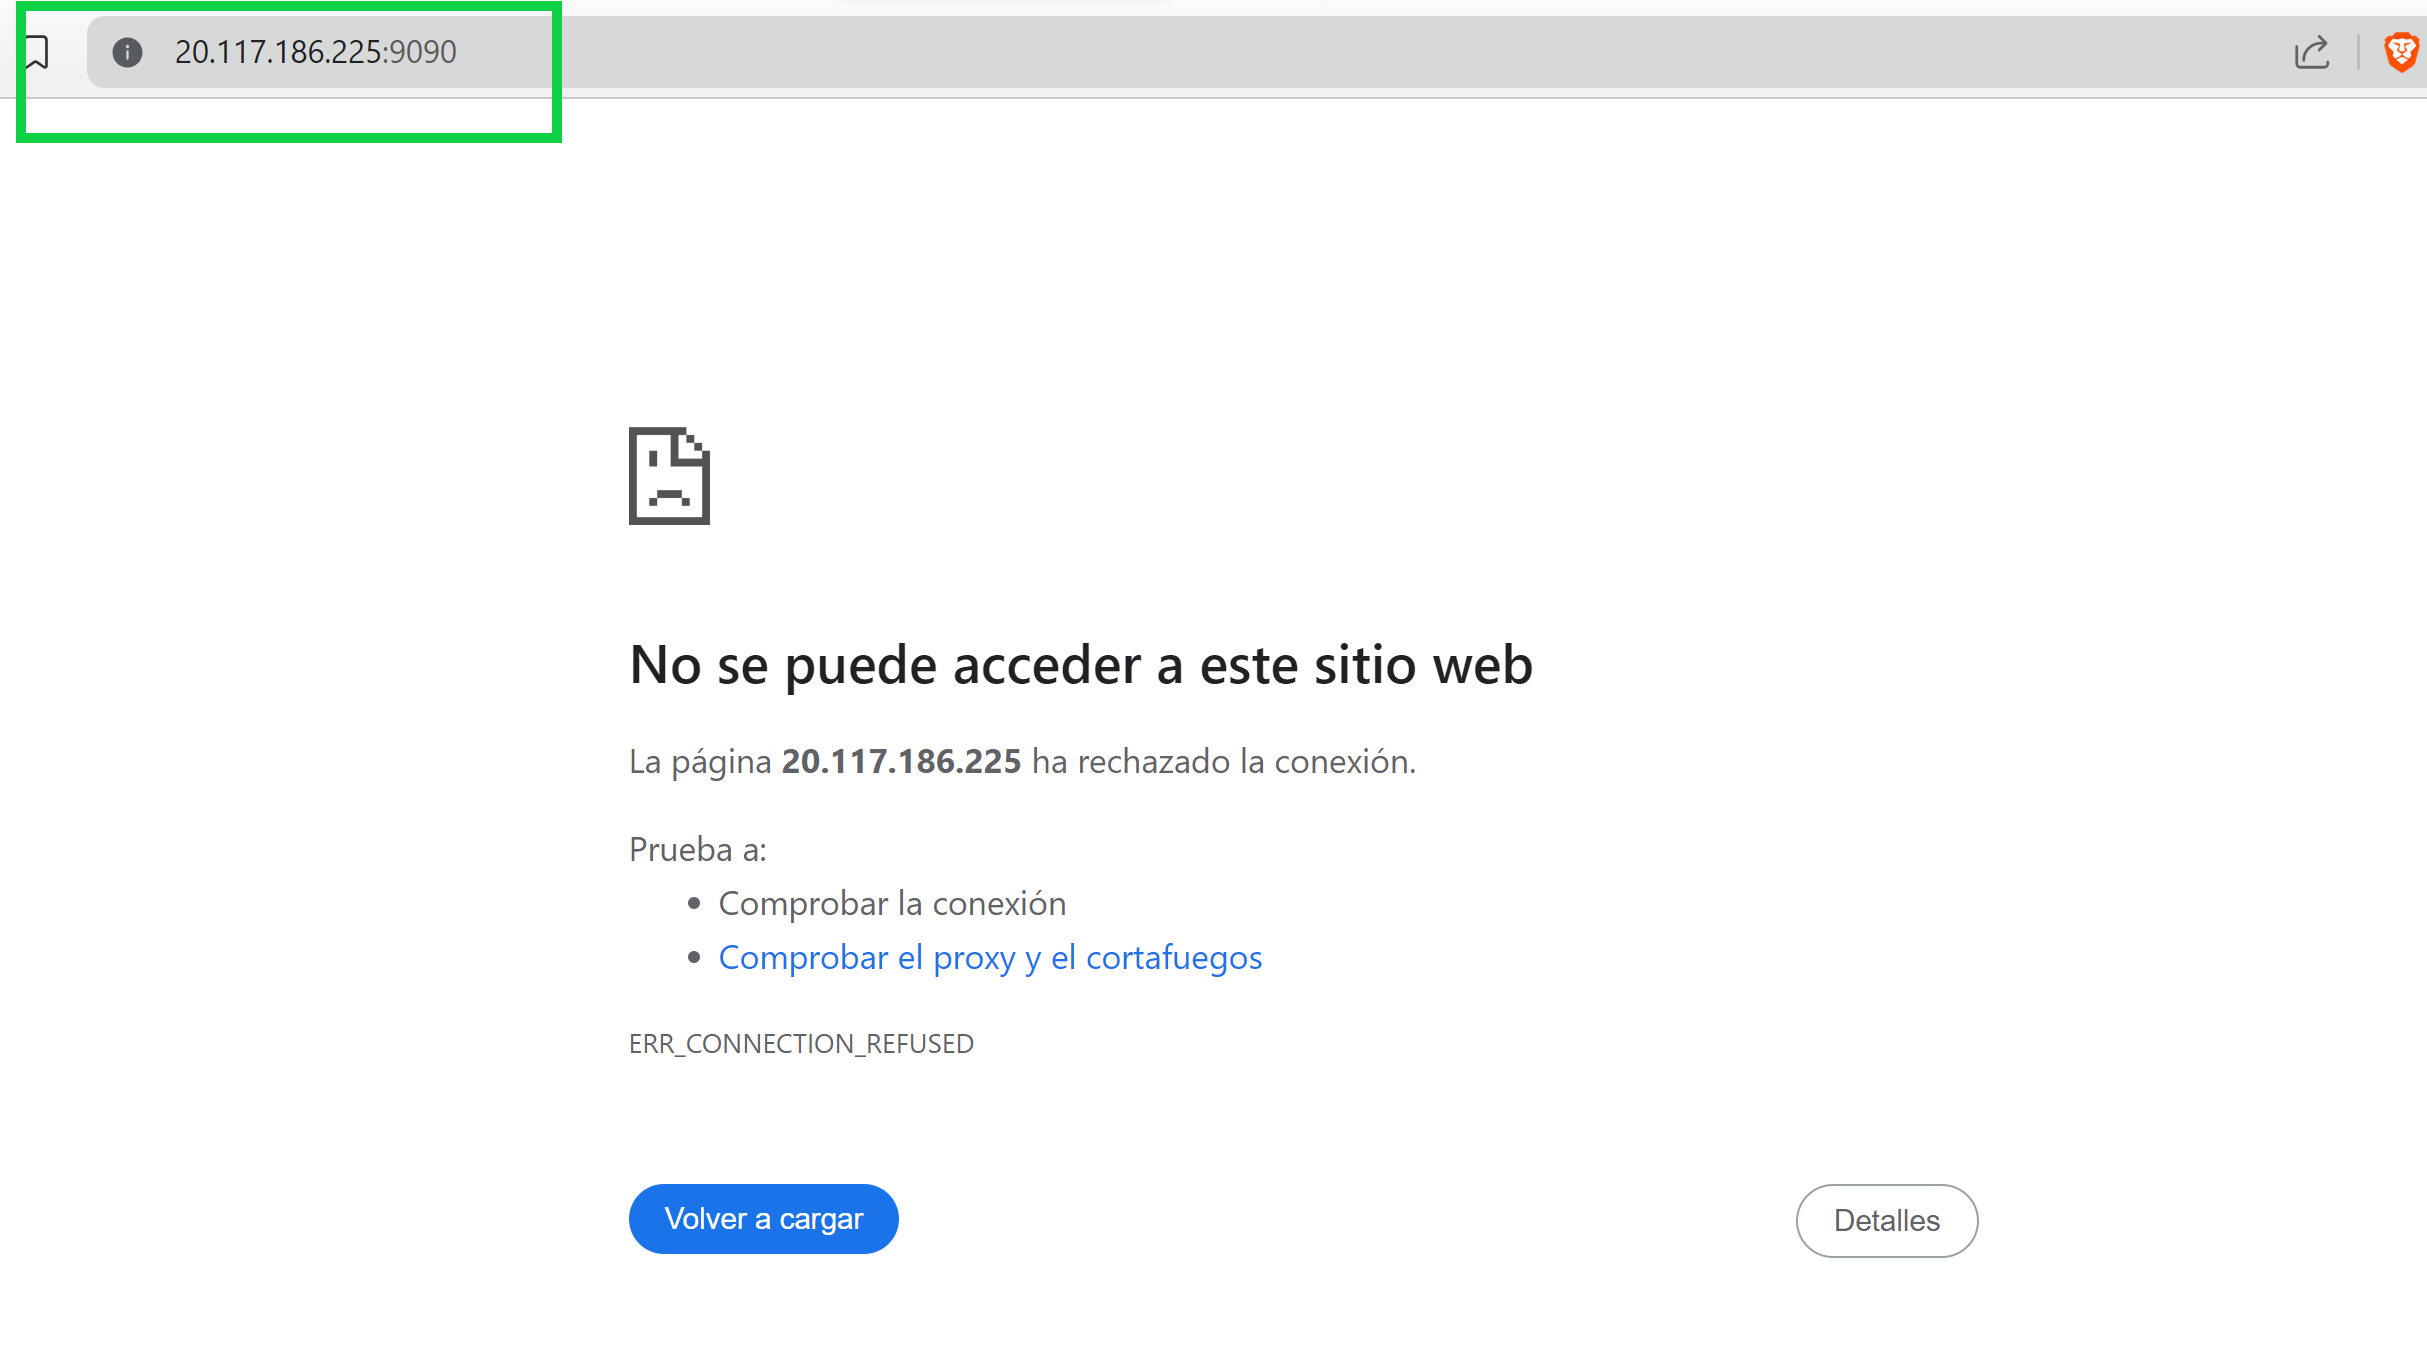 20.117.186.225:9090
No se puede acceder a este sitio web
La página 20.117.186.225 ha rechazado la conexión.
Prueba a:
• Comprobar la conexión
• Comprobar el proxy y el cortafuegos
ERR_CONNECTION_REFUSED
Volver a cargar
Detalles